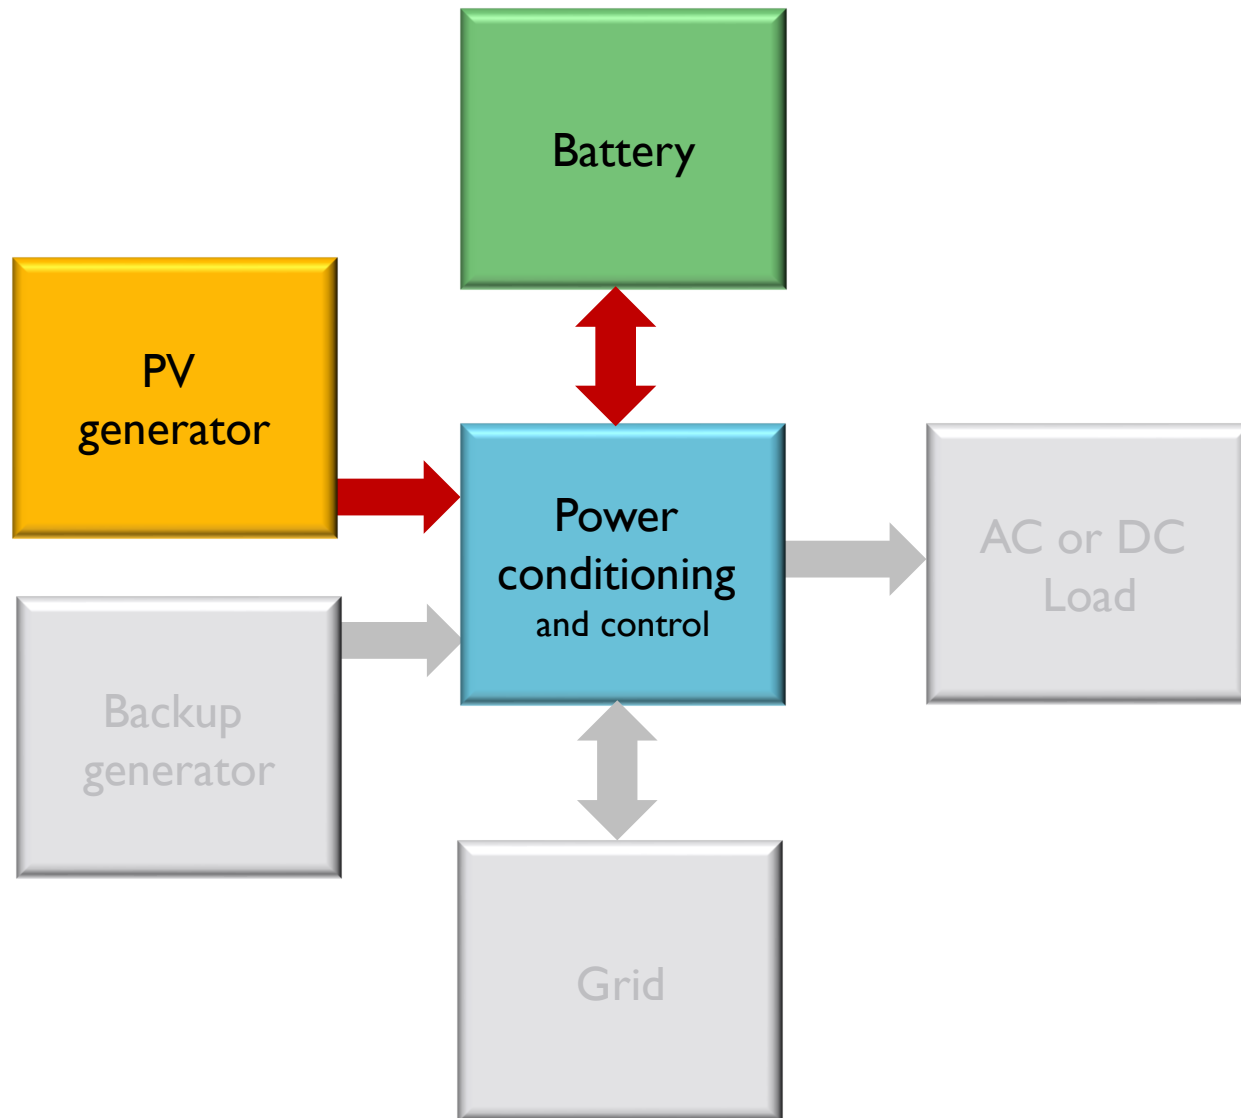 Battery
PV
generator
Power
conditioning
and control
AC or DC
Load
Backup
generator
Grid